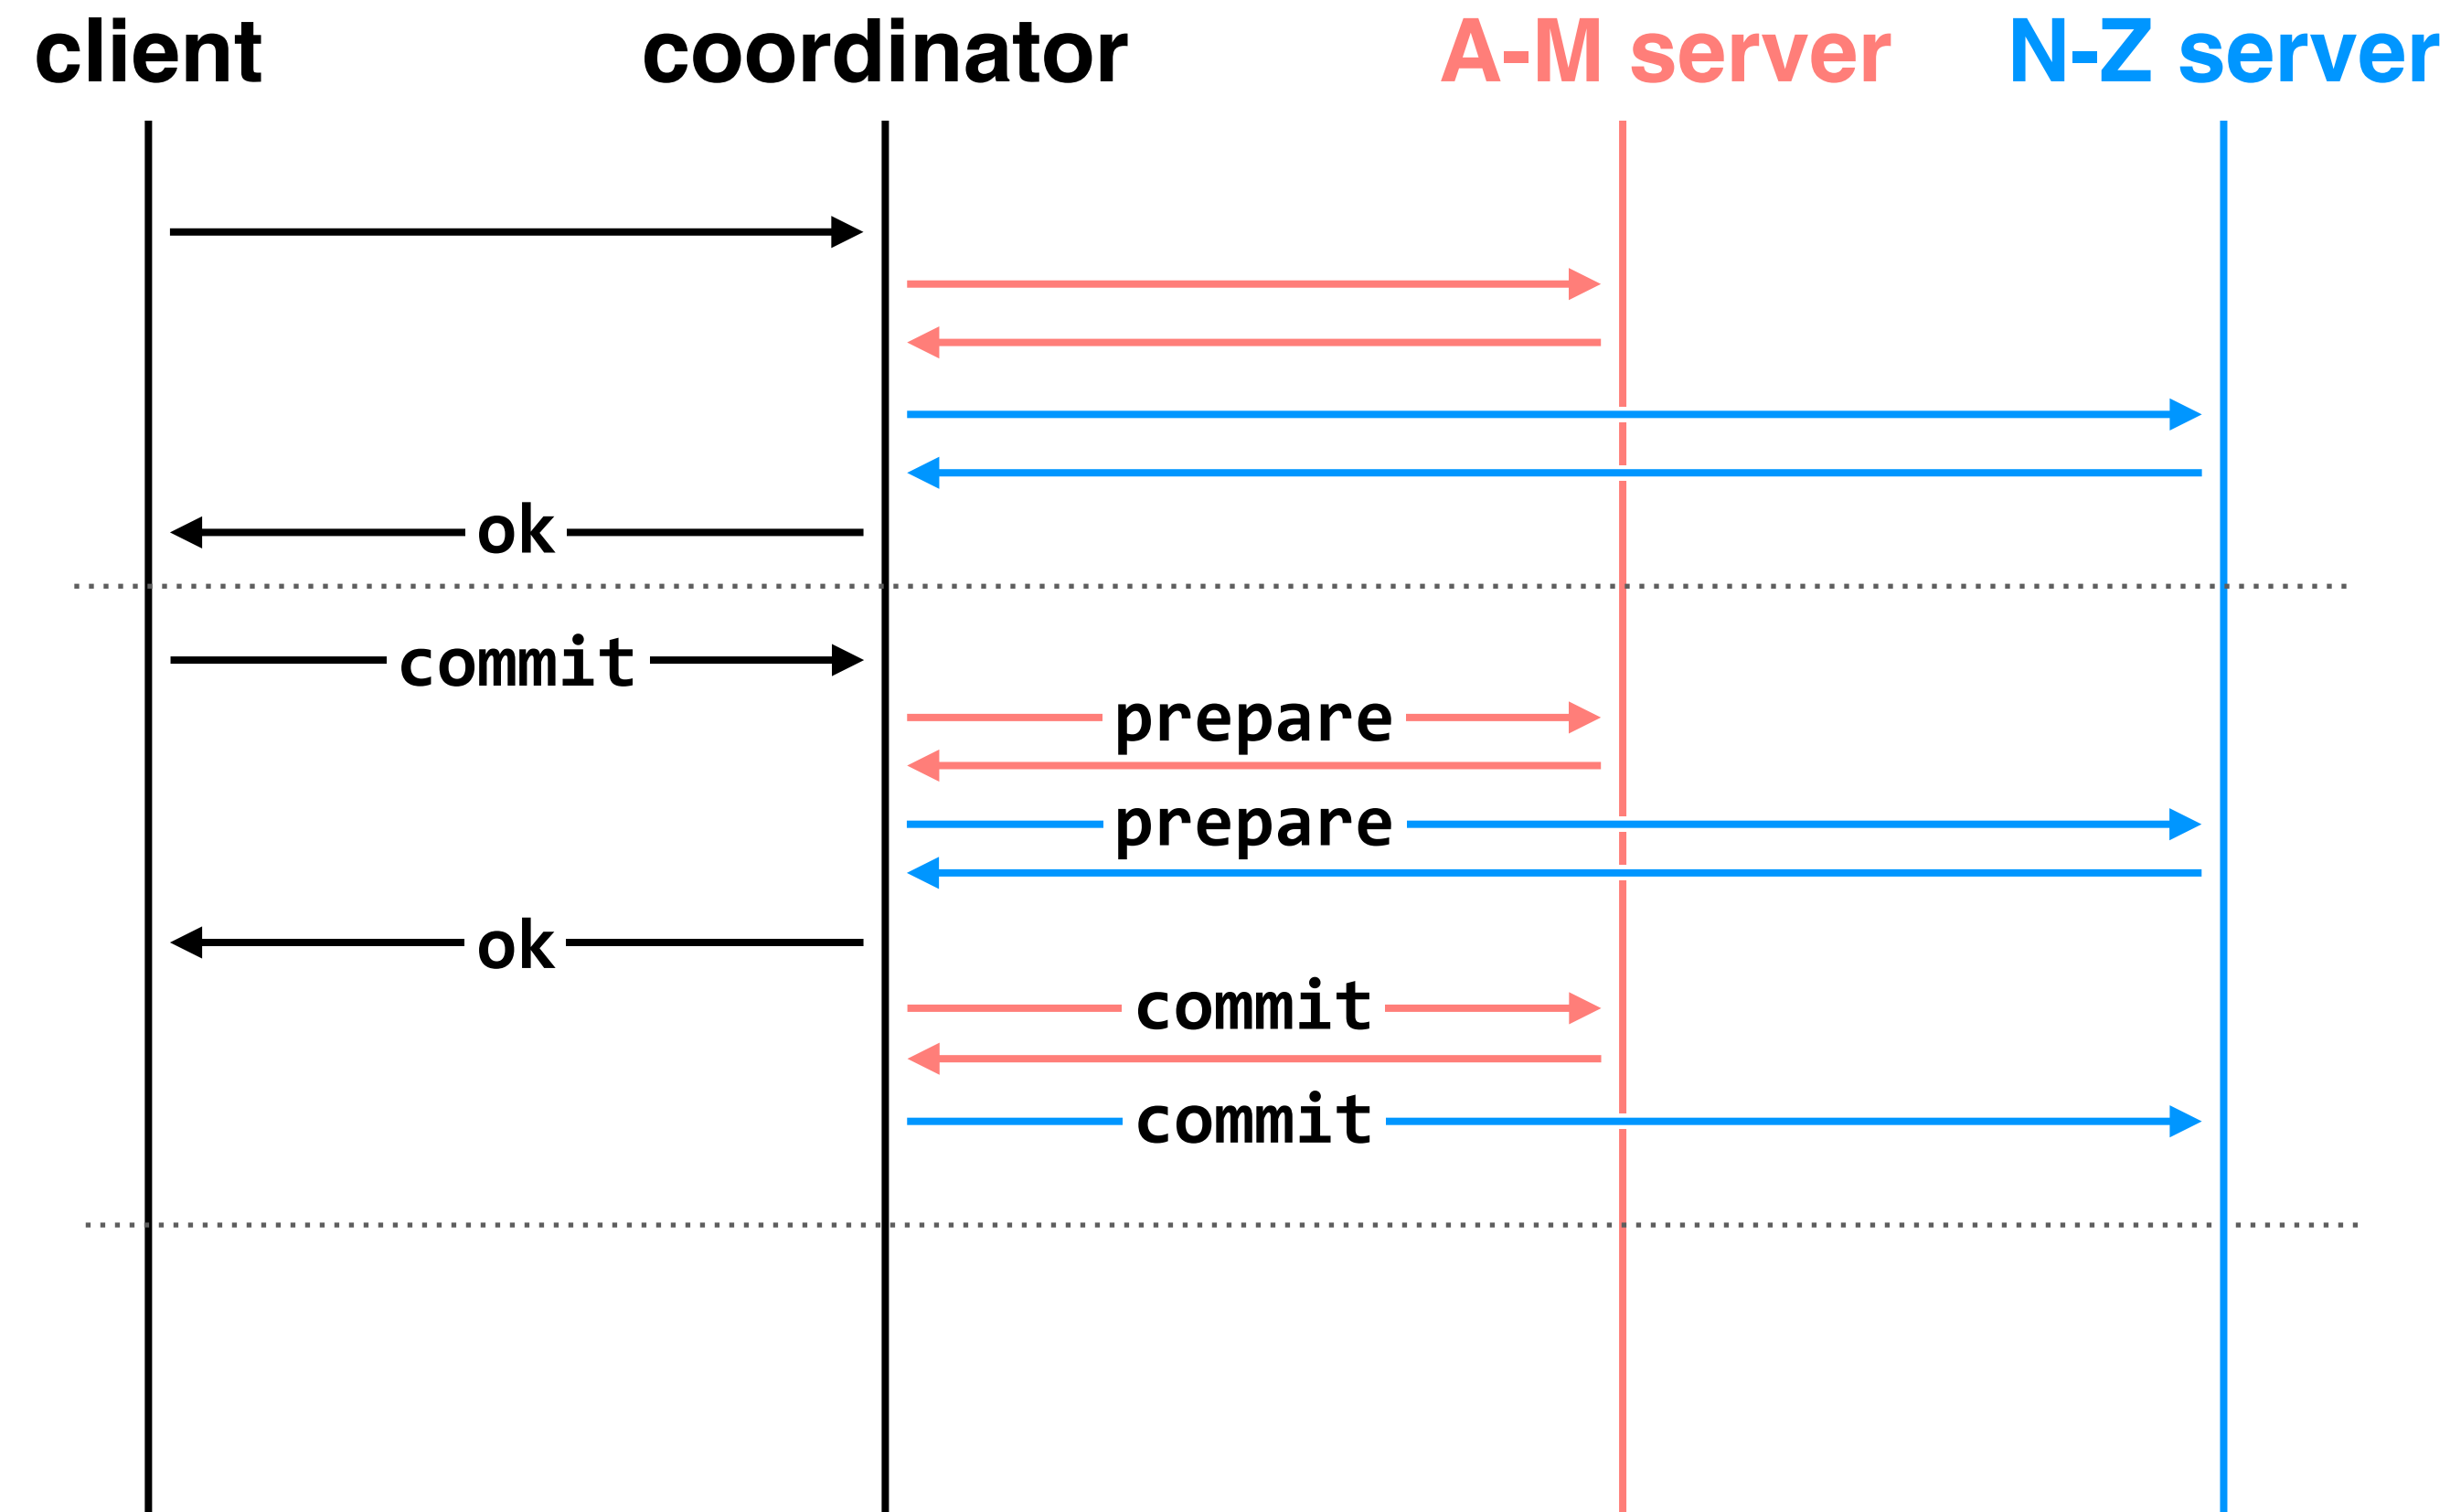 client coordinator A-M server N-Z server
ok
commit
prepare
prepare
ok
commit
commit